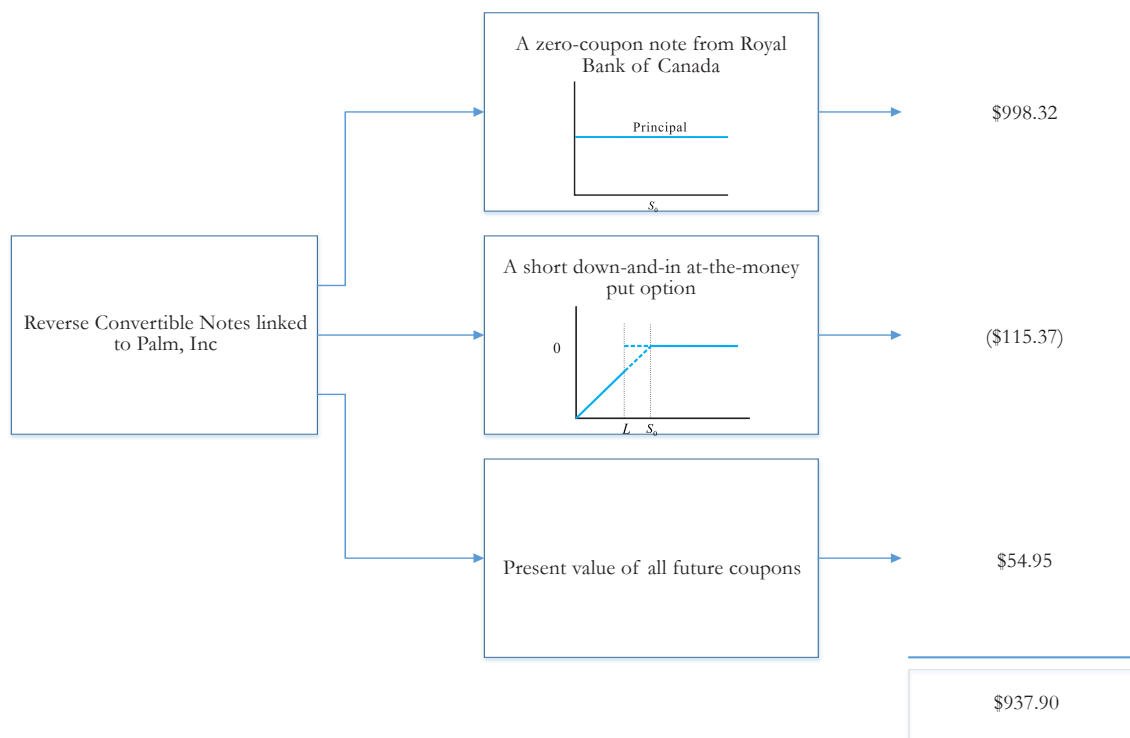 A zero-coupon note from Royal
Bank of Canada
Principal
S₀
$998.32
Reverse Convertible Notes linked
to Palm, Inc
A short down-and-in at-the-money
put option
0
L S₀
($115.37)
Present value of all future coupons
$54.95
$937.90